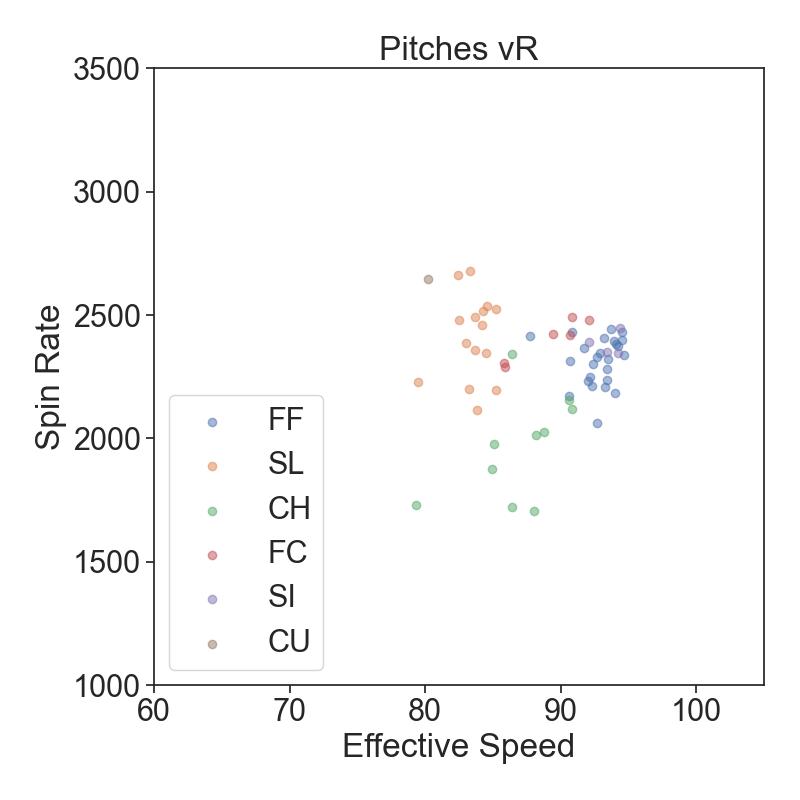 Pitches vR
3500
3000
2500
2000
1500
1000
Spin Rate
FF
SL
CH
FC
SI
CU
60 70 80 90 100
Effective Speed